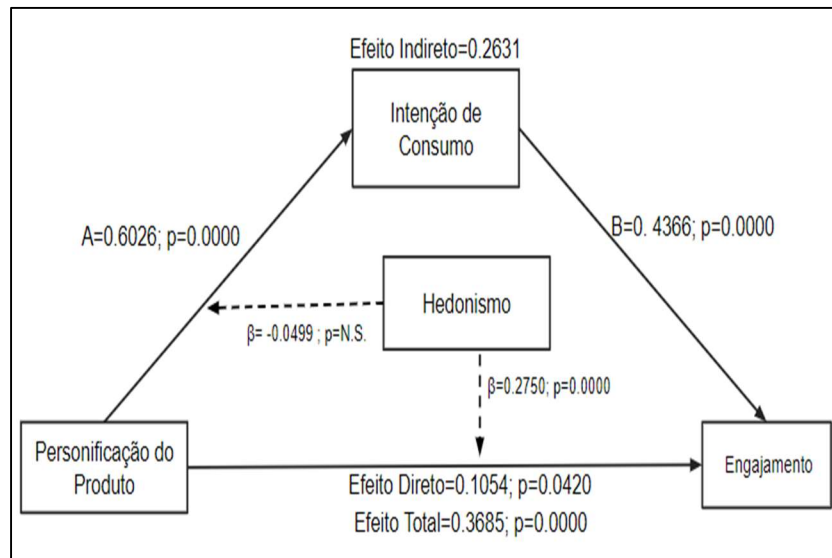 Efeito Indireto=0.2631
Intenção de
Consumo
A=0.6026; p=0.0000
B=0. 4366; p=0.0000
Hedonismo
β= -0.0499 ; p=N.S.
β=0.2750; p=0.0000
Personificação do
Produto
Engajamento
Efeito Direto=0.1054; p=0.0420
Efeito Total=0.3685; p=0.0000